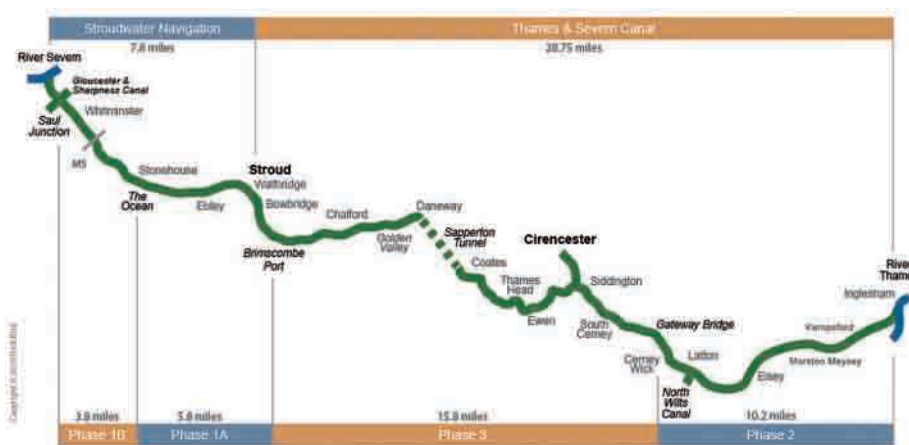 Stroudwater Navigation
Thames & Severn Canal
7.8 miles
28.75 miles
River Severn
Gloucester &
Sharpness Canal
Saul
Junction
Whitminster
M5
Stonehouse
The
Ocean
Ebley
Stroud
Wallbridge
Bowbridge
Brimscombe
Port
Chalford
Golden
Valley
Daneway
Sapperton
Tunnel
Coates
Cirencester
Thames
Head
Ewen
Siddington
South
Cerney
Gateway Bridge
Cerney
Wick
Latton
North
Wilts
Canal
Eisey
Marston Meysey
Kempsford
Inglesham
River
Thames
Copyright ©
3.9 miles
5.9 miles
15.8 miles
10.2 miles
Phase 1B
Phase 1A
Phase 3
Phase 2